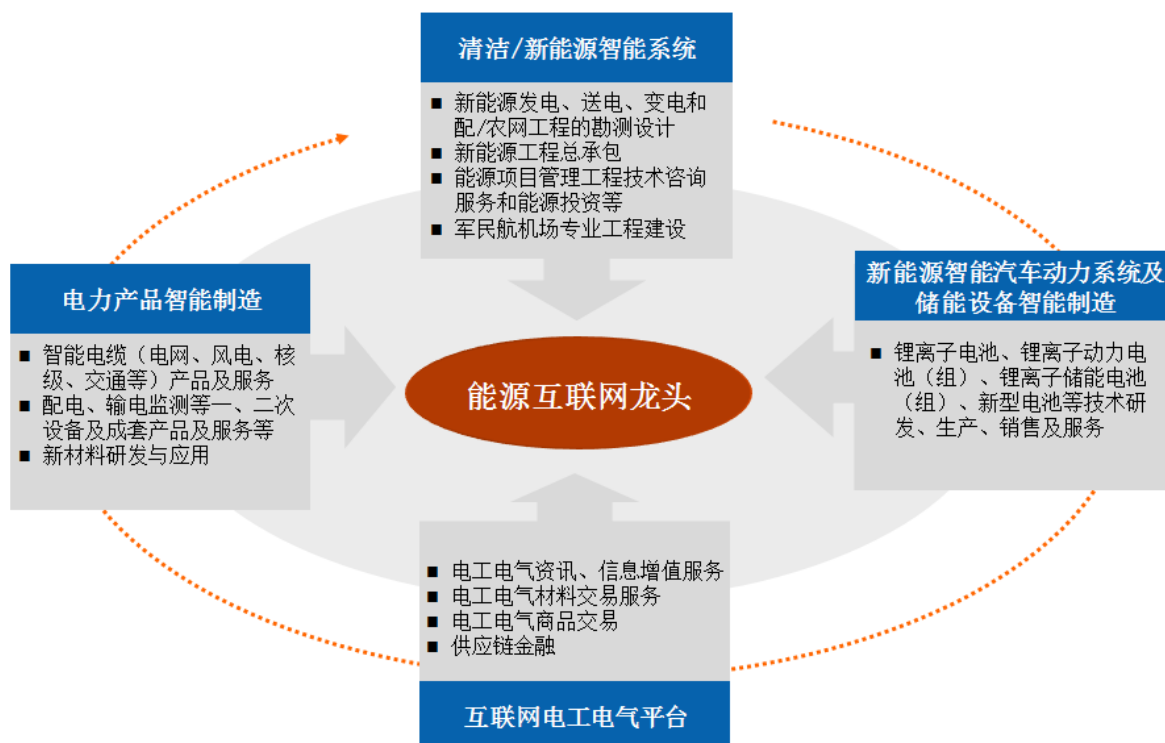 清洁/新能源智能系统
■ 新能源发电、送电、变电和
配/农网工程的勘测设计
■ 新能源工程总承包
■ 能源项目管理工程技术咨询
服务和能源投资等
■ 军民航机场专业工程建设
电力产品智能制造
■ 智能电缆（电网、风电、核
级、交通等）产品及服务
■ 配电、输电监测等一、二次
设备及成套产品及服务等
■ 新材料研发与应用
能源互联网龙头
新能源智能汽车动力系统及
储能设备智能制造
■ 锂离子电池、锂离子动力电
池（组）、锂离子储能电池
（组）、新型电池等技术研
发、生产、销售及服务
■ 电工电气资讯、信息增值服务
■ 电工电气材料交易服务
■ 电工电气商品交易
■ 供应链金融
互联网电工电气平台